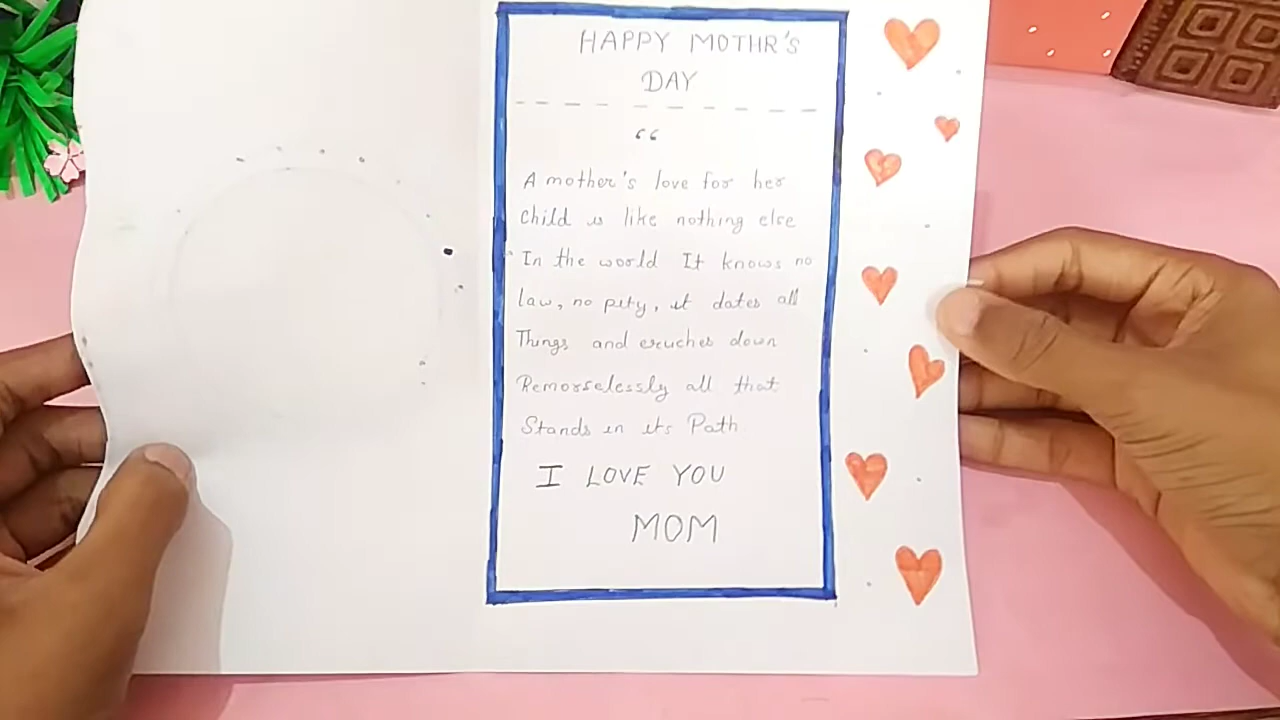 HAPPY MOTHR'S
DAY
“
A mother's love for her
child is like nothing else
In the world It knows no
law, no pity, it dates all
Things and cruches down
Remorselessly all that
Stands in its Path
I LOVE YOU
MOM